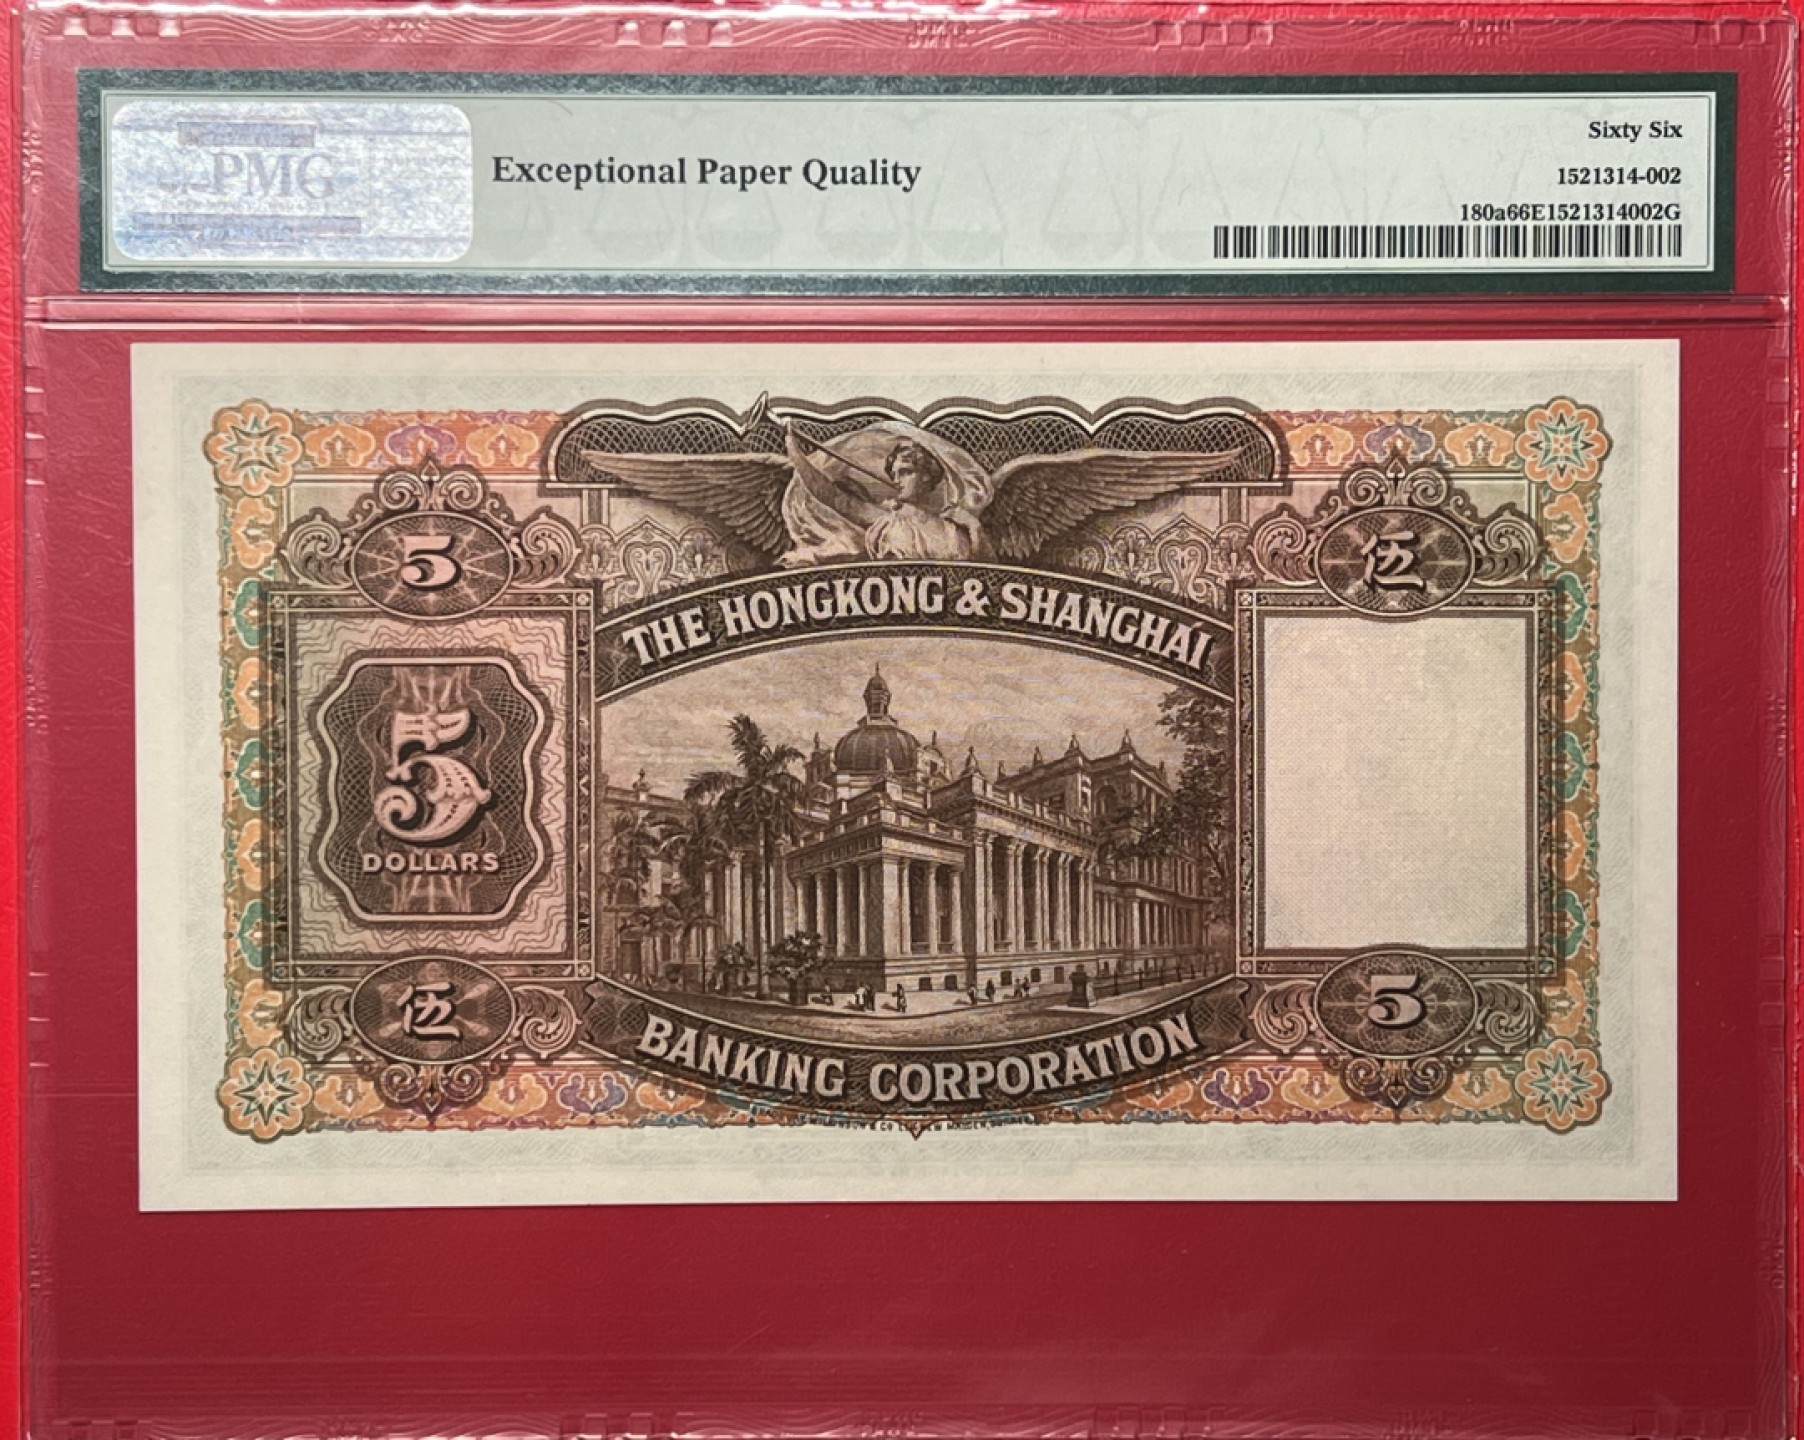 PMG
Exceptional Paper Quality
Sixty Six
1521314-002
180a66E1521314002G
5
伍
THE HONGKONG & SHANGHAI
5
DOLLARS
伍
5
BANKING CORPORATION